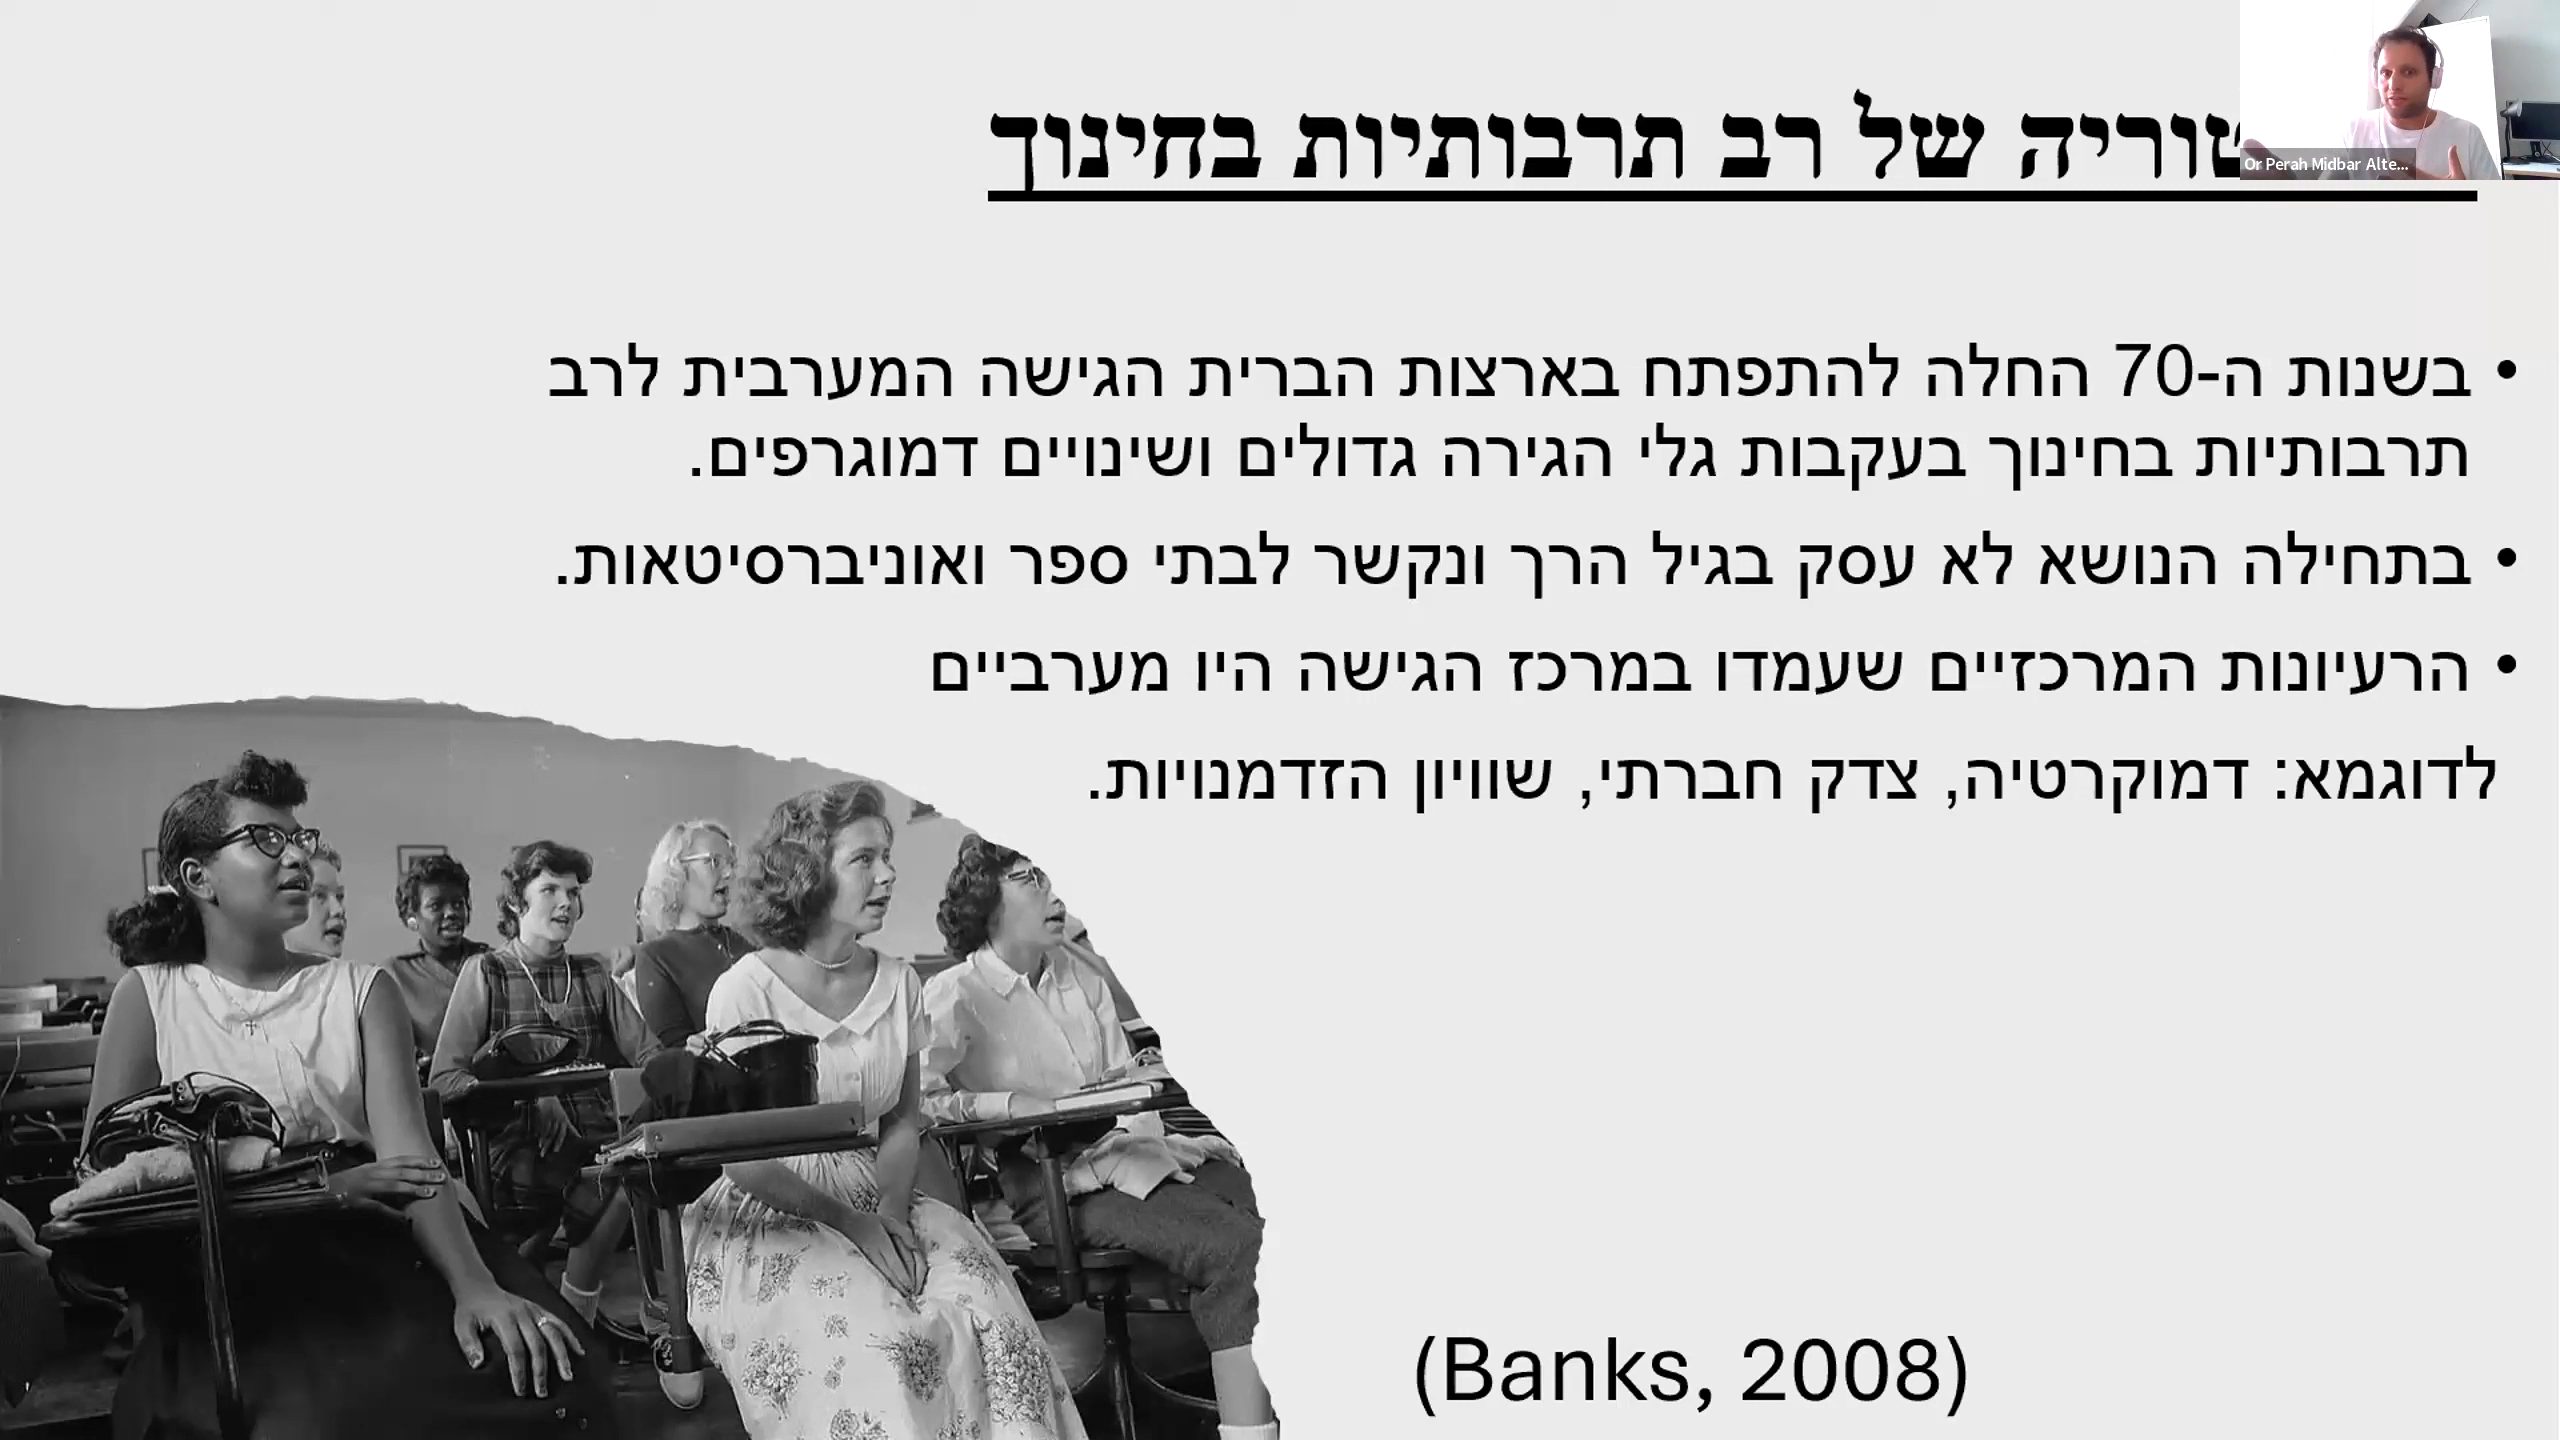 של רב תרבותיות בחינוך
Or Perah Midbar Alte...
• בשנות ה-70 החלה להתפתח בארצות הברית הגישה המערבית לרב
תרבותיות בחינוך בעקבות גלי הגירה גדולים ושינויים דמוגרפים.
• בתחילה הנושא לא עסק בגיל הרך ונקשר לבתי ספר ואוניברסיטאות.
• הרעיונות המרכזיים שעמדו במרכז הגישה היו מערביים
לדוגמא: דמוקרטיה, צדק חברתי, שוויון הזדמנויות.
(Banks, 2008)